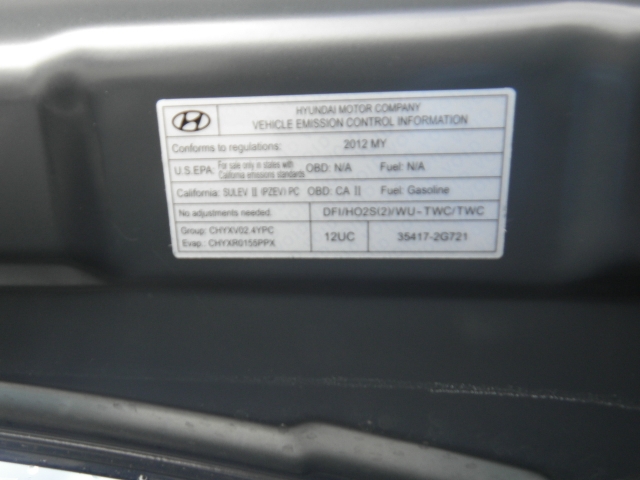 HYUNDAI MOTOR COMPANY
VEHICLE EMISSION CONTROL INFORMATION
Conforms to regulations: 2012 MY
U.S.EPA: For sale only in states with California emissions standards OBD: N/A Fuel: N/A
California: SULEV II (PZEV) PC OBD: CA II Fuel: Gasoline
No adjustments needed. DFI/HO2S(2)/WU-TWC/TWC
Group: CHYXV02.4YPC
Evap.: CHYXR0155PPX
12UC 35417-2G721